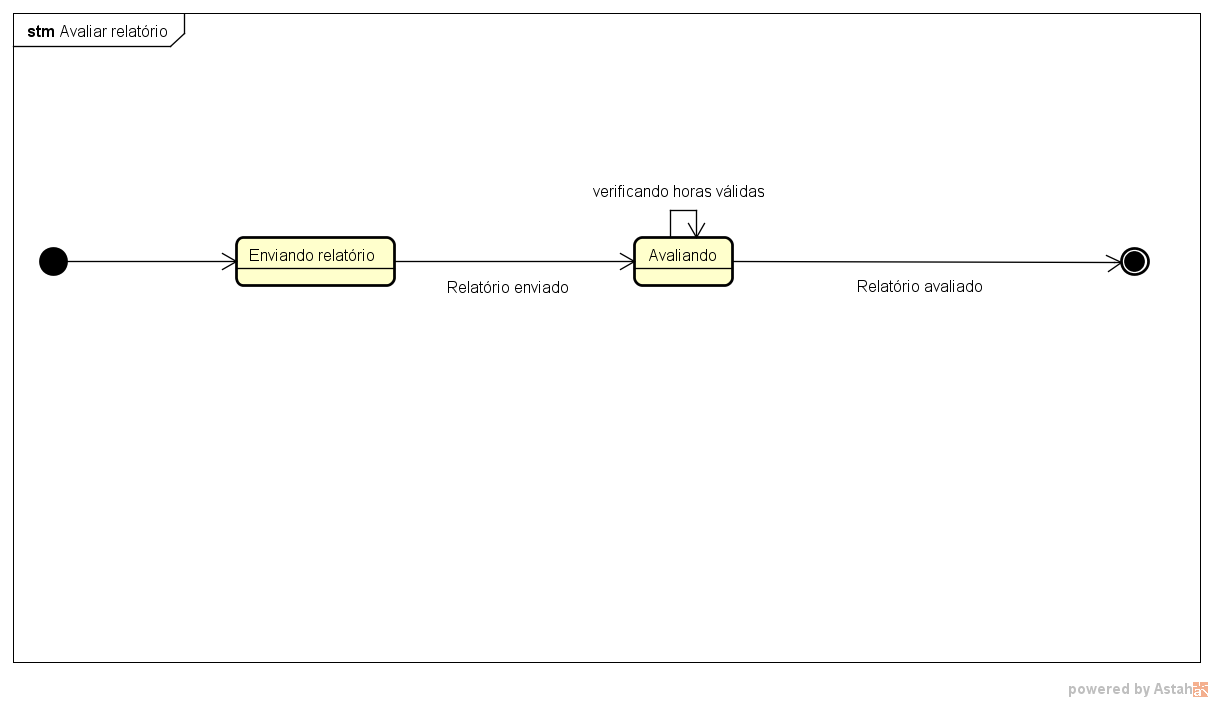 stm Avaliar relatório
verificando horas válidas
Enviando relatório
Avaliando
Relatório enviado
Relatório avaliado
powered by Astah